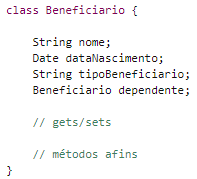 class Beneficiario {
String nome;
Date dataNascimento;
String tipoBeneficiario;
Beneficiario dependente;
// gets/sets
// métodos afins
}